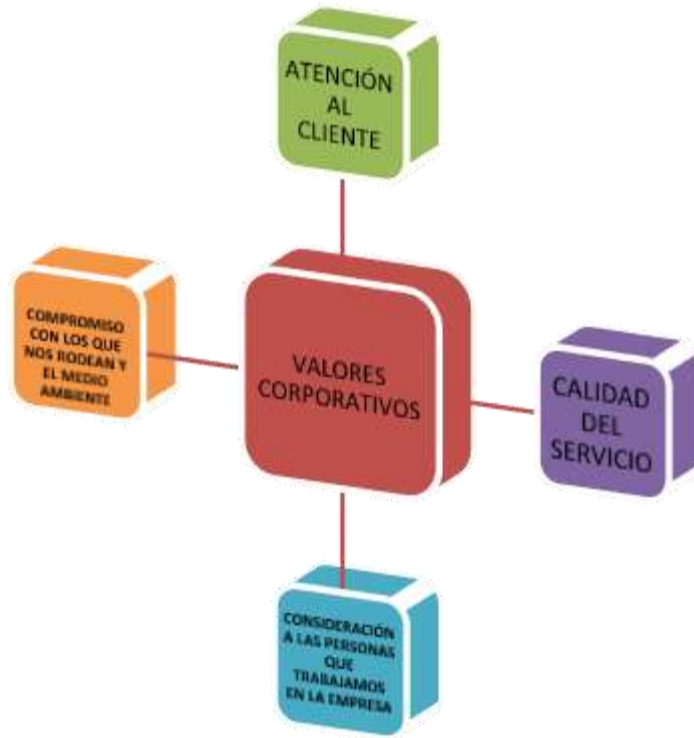 ATENCIÓN
AL
CLIENTE
COMPROMISO
CON LOS QUE
NOS RODEAN Y
EL MEDIO
AMBIENTE
VALORES
CORPORATIVOS
CALIDAD
DEL
SERVICIO
CONSIDERACIÓN
A LAS PERSONAS
QUE
TRABAJAMOS
EN LA EMPRESA